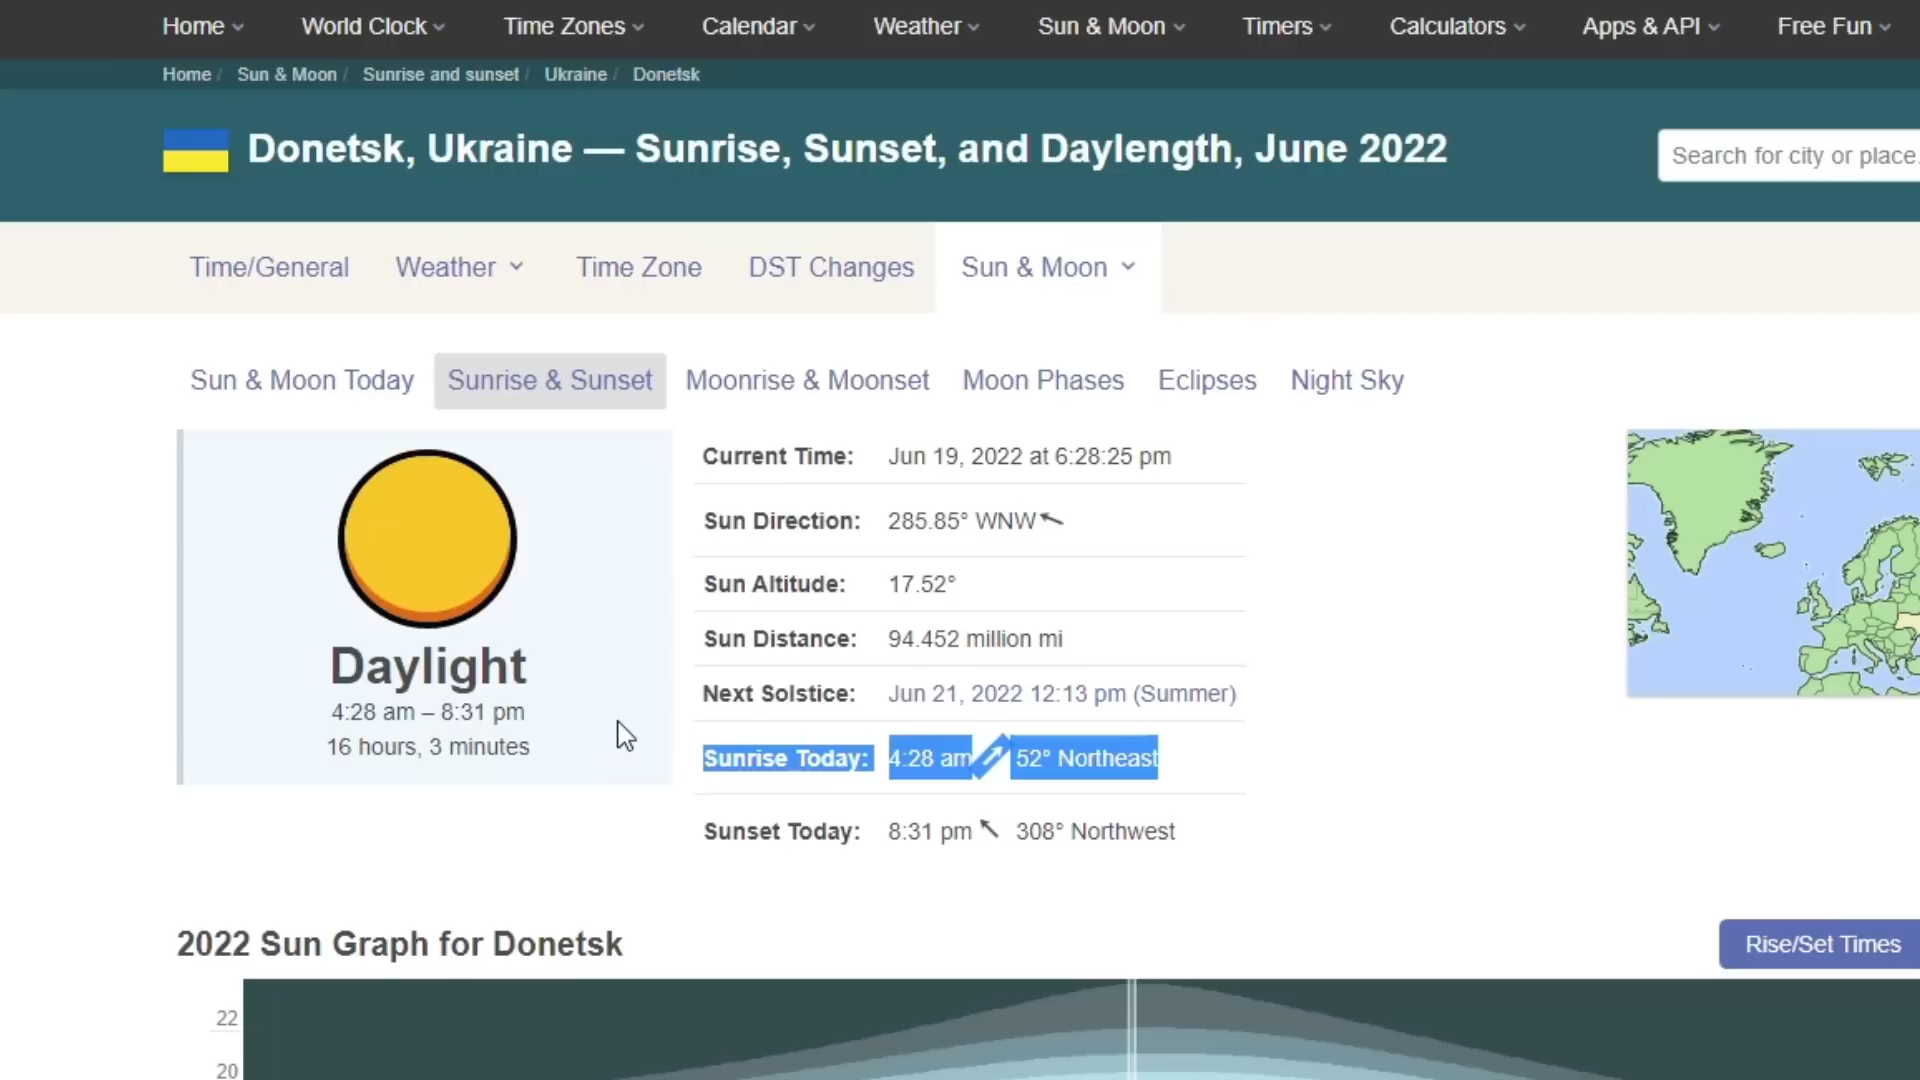 Home World Clock Time Zones Calendar Weather Sun & Moon Timers Calculators Apps & API Free Fun
Home / Sun & Moon / Sunrise and sunset / Ukraine / Donetsk
Donetsk, Ukraine — Sunrise, Sunset, and Daylength, June 2022
Search for city or place.
Time/General Weather Time Zone DST Changes Sun & Moon
Sun & Moon Today Sunrise & Sunset Moonrise & Moonset Moon Phases Eclipses Night Sky
Daylight
4:28 am – 8:31 pm
16 hours, 3 minutes
Current Time: Jun 19, 2022 at 6:28:25 pm
Sun Direction: 285.85° WNW
Sun Altitude: 17.52°
Sun Distance: 94.452 million mi
Next Solstice: Jun 21, 2022 12:13 pm (Summer)
Sunrise Today: 4:28 am 52° Northeast
Sunset Today: 8:31 pm 308° Northwest
2022 Sun Graph for Donetsk
Rise/Set Times
22
20